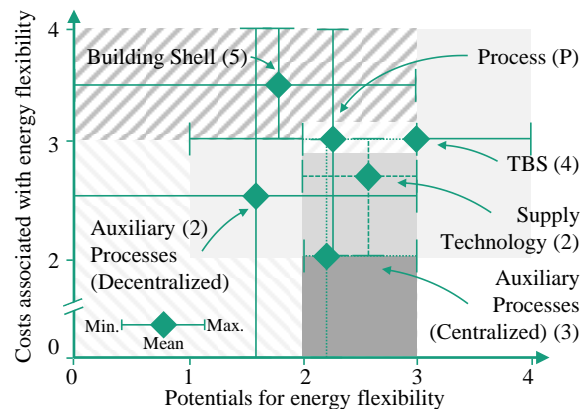 Costs associated with energy flexibility
4
3
2
0
Building Shell (5)
Process (P)
TBS (4)
Supply
Technology (2)
Auxiliary (2)
Processes
(Decentralized)
Auxiliary
Processes
(Centralized) (3)
Min.
Max.
Mean
0
1
2
3
4
Potentials for energy flexibility